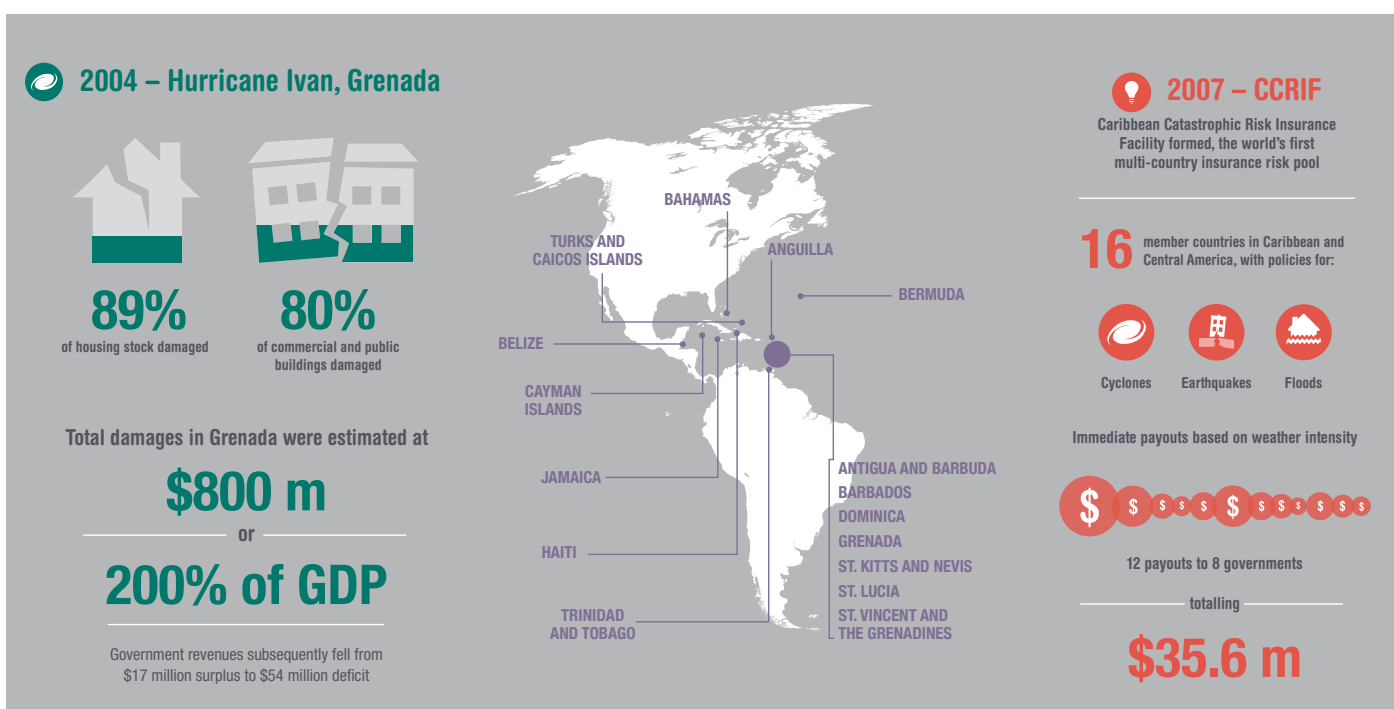 2004 – Hurricane Ivan, Grenada
89%
of housing stock damaged
80%
of commercial and public
buildings damaged
Total damages in Grenada were estimated at
$800 m
or
200% of GDP
Government revenues subsequently fell from
$17 million surplus to $54 million deficit
BAHAMAS
TURKS AND
CAICOS ISLANDS
ANGUILLA
BERMUDA
BELIZE
CAYMAN
ISLANDS
JAMAICA
HAITI
TRINIDAD
AND TOBAGO
ANTIGUA AND BARBUDA
BARBADOS
DOMINICA
GRENADA
ST. KITTS AND NEVIS
ST. LUCIA
ST. VINCENT AND
THE GRENADINES
2007 – CCRIF
Caribbean Catastrophic Risk Insurance
Facility formed, the world's first
multi-country insurance risk pool
16
member countries in Caribbean and
Central America, with policies for:
Cyclones
Earthquakes
Floods
Immediate payouts based on weather intensity
$ $ $ $ $ $ $ $ $ $ $ $
12 payouts to 8 governments
totalling
$35.6 m